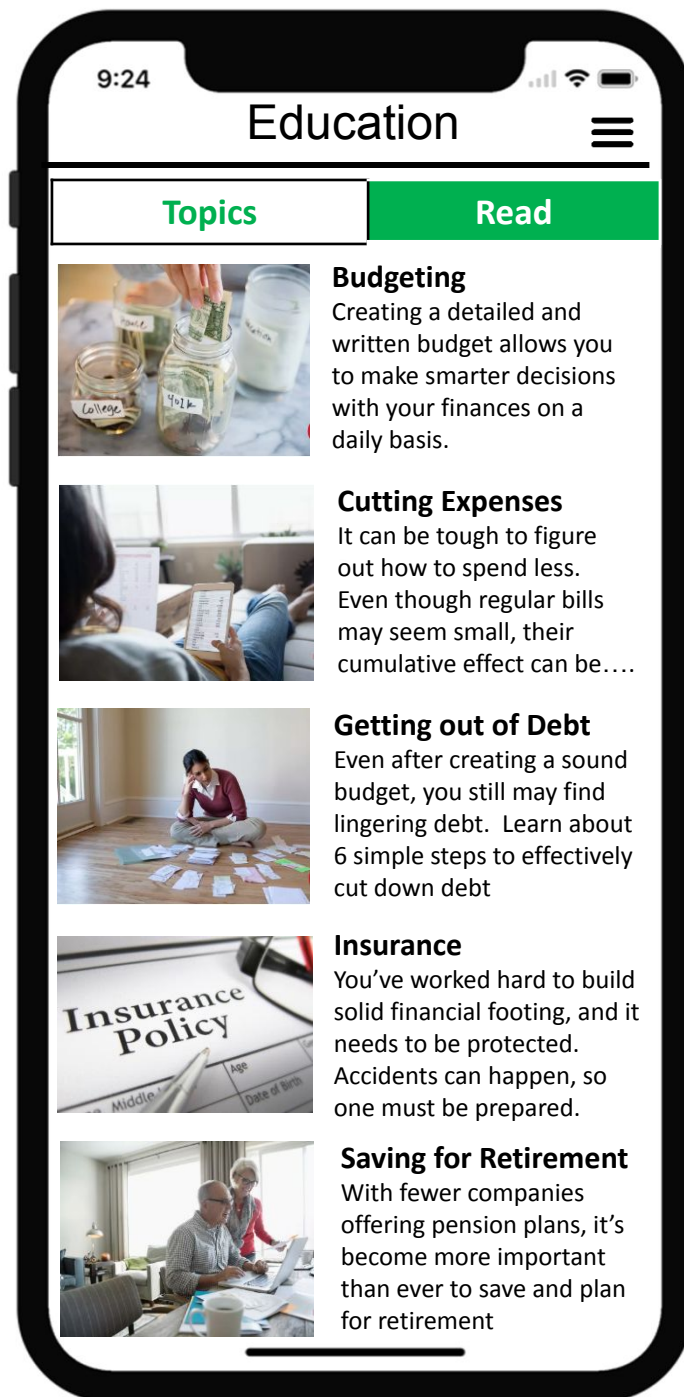 9:24
Education
Topics
Read
House
College
401k
Budgeting
Creating a detailed and
written budget allows you
to make smarter decisions
with your finances on a
daily basis.
Cutting Expenses
It can be tough to figure
out how to spend less.
Even though regular bills
may seem small, their
cumulative effect can be….
Getting out of Debt
Even after creating a sound
budget, you still may find
lingering debt.  Learn about
6 simple steps to effectively
cut down debt
Insurance Policy
Age
Date of Birth
Middle
Insurance
You’ve worked hard to build
solid financial footing, and it
needs to be protected.
Accidents can happen, so
one must be prepared.
Saving for Retirement
With fewer companies
offering pension plans, it’s
become more important
than ever to save and plan
for retirement